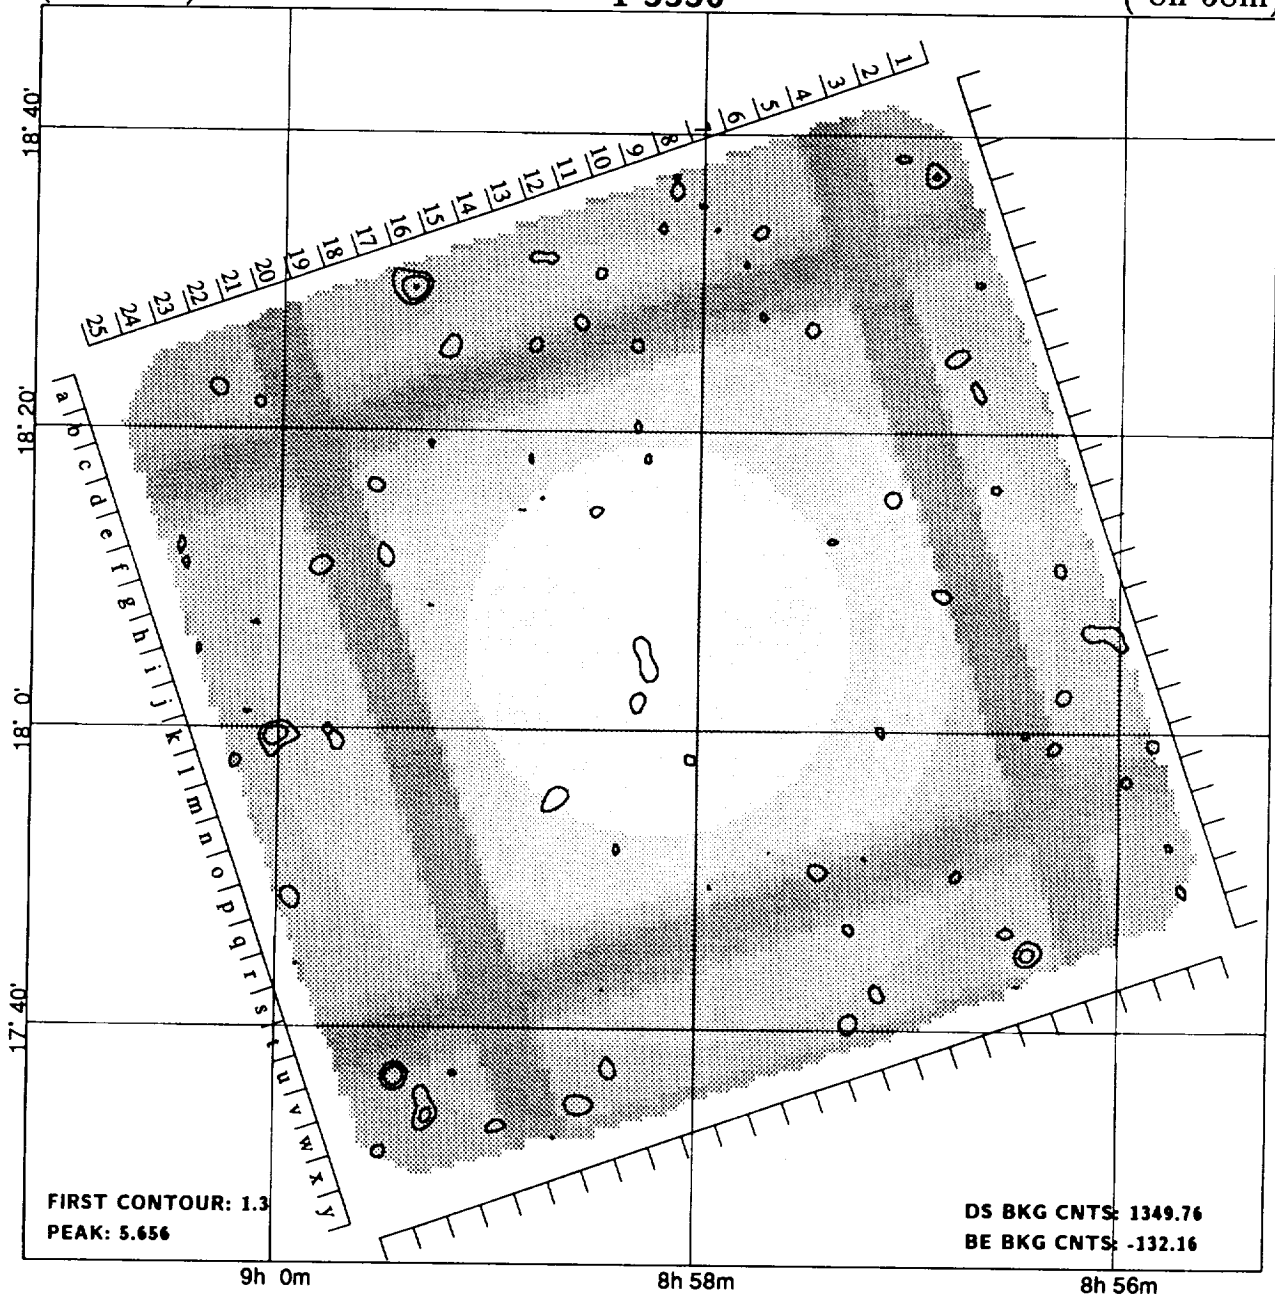 1 2 3 4 5 6 7 8 9 10 11 12 13 14 15 16 17 18 19 20 21 22 23 24 25
18° 40'
18° 20'
18° 0'
17° 40'
a b c d e f g h i j k l m n o p q r s t u v w x y
FIRST CONTOUR: 1.3
PEAK: 5.656
DS BKG CNTS: 1349.76
BE BKG CNTS: -132.16
9h 0m
8h 58m
8h 56m